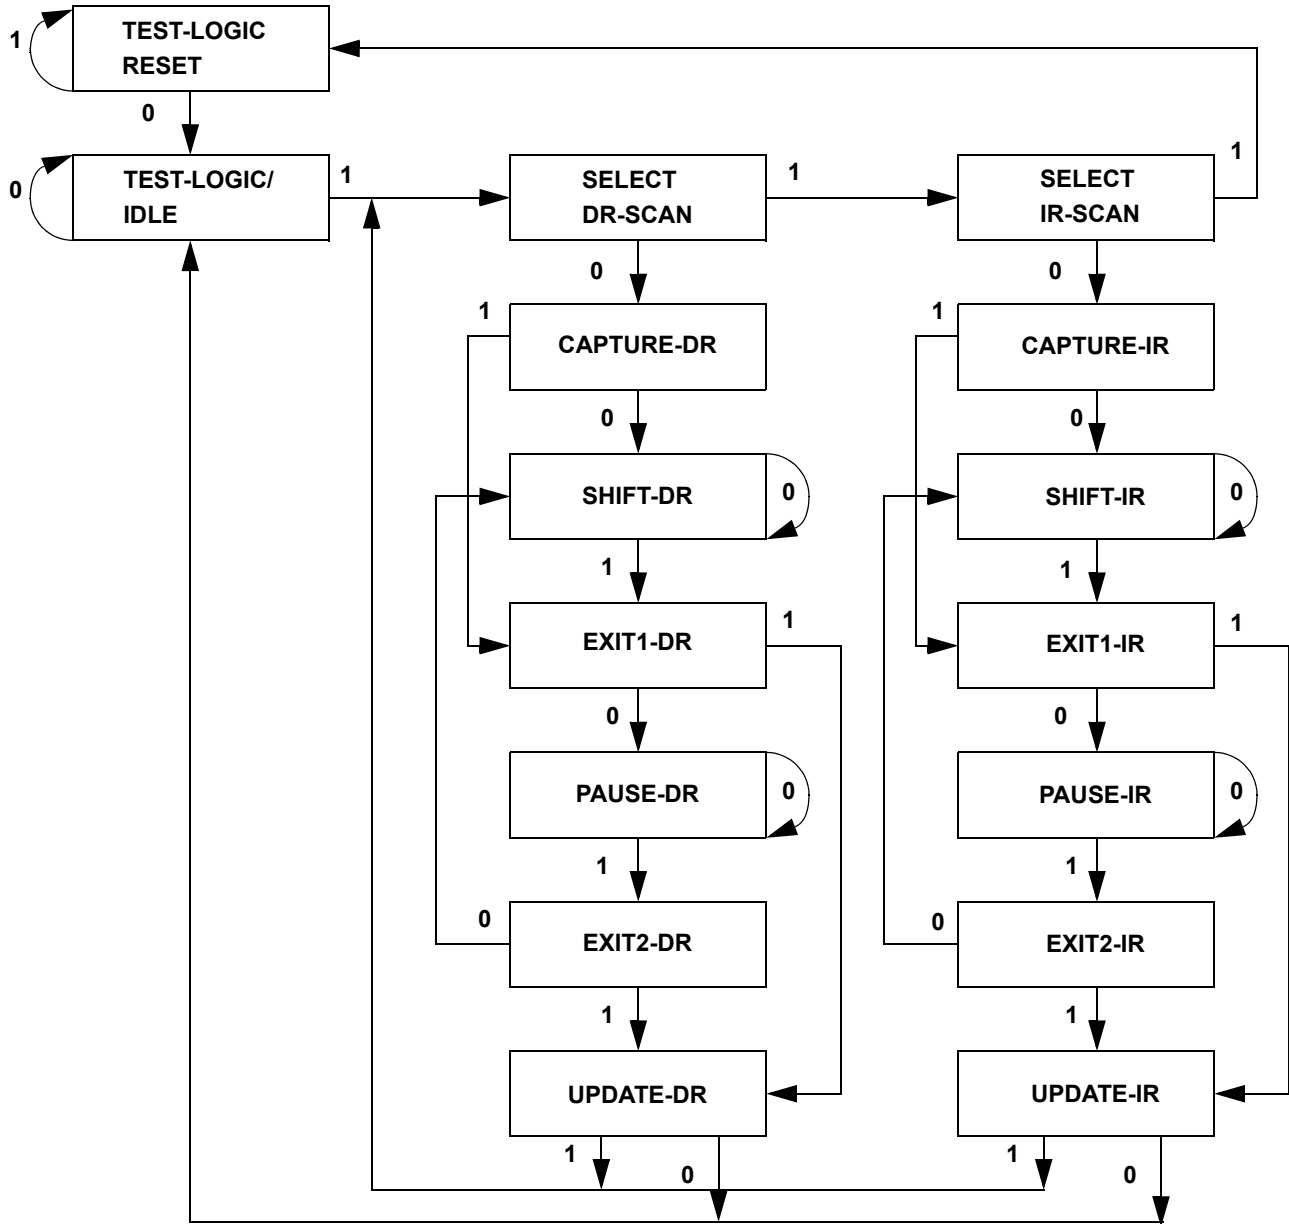 TEST-LOGIC
RESET
1
0
TEST-LOGIC/
IDLE
0
1
SELECT
DR-SCAN
1
SELECT
IR-SCAN
1
0
0
1
CAPTURE-DR
1
CAPTURE-IR
0
0
SHIFT-DR
0
SHIFT-IR
0
1
1
EXIT1-DR
1
EXIT1-IR
1
0
0
PAUSE-DR
0
PAUSE-IR
0
1
1
0
EXIT2-DR
0
EXIT2-IR
1
1
UPDATE-DR
UPDATE-IR
1
0
1
0